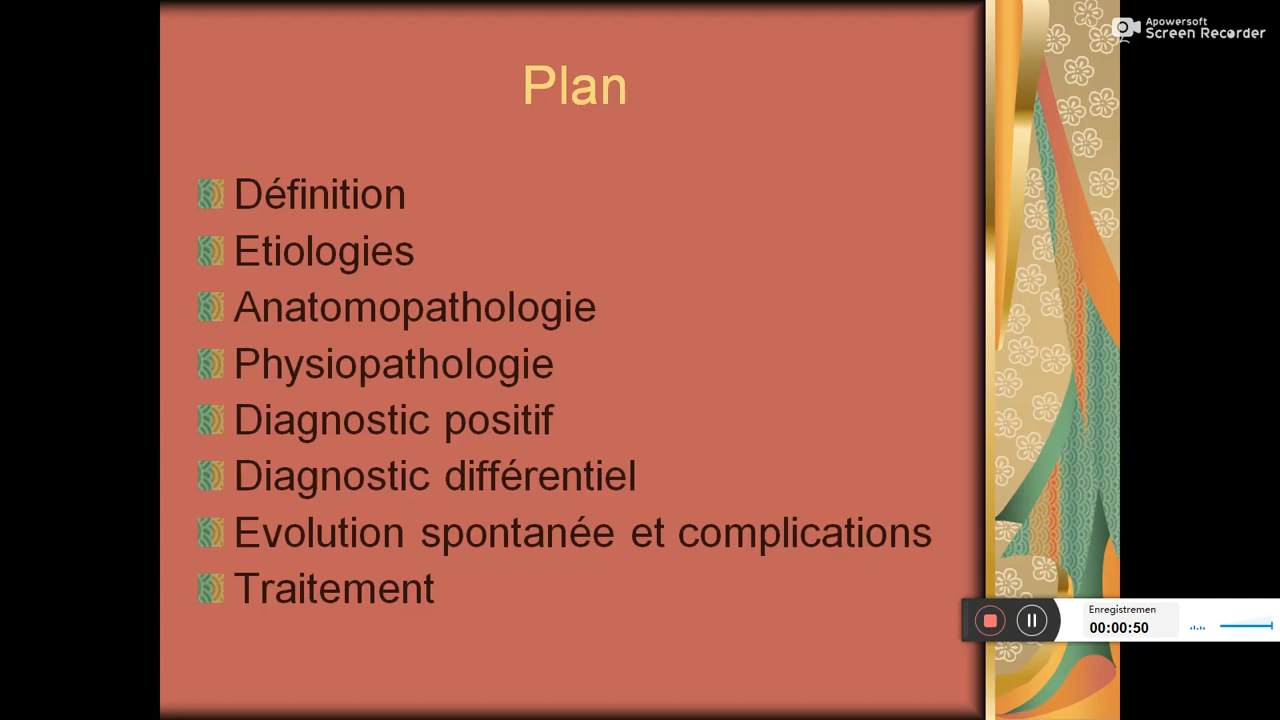 Apowersoft
Screen Recorder
Plan
Définition
Etiologies
Anatomopathologie
Physiopathologie
Diagnostic positif
Diagnostic différentiel
Evolution spontanée et complications
Traitement
Enregistremen
00:00:50